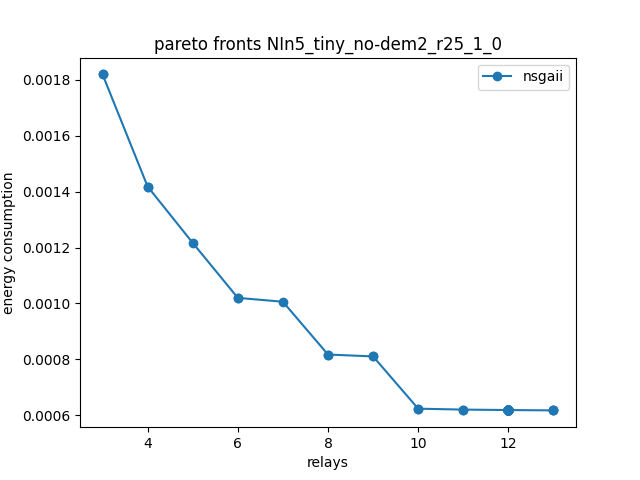 pareto fronts NIn5_tiny_no-dem2_r25_1_0
nsgaii
0.0018
0.0016
0.0014
0.0012
0.0010
0.0008
0.0006
energy consumption
4 6 8 10 12
relays